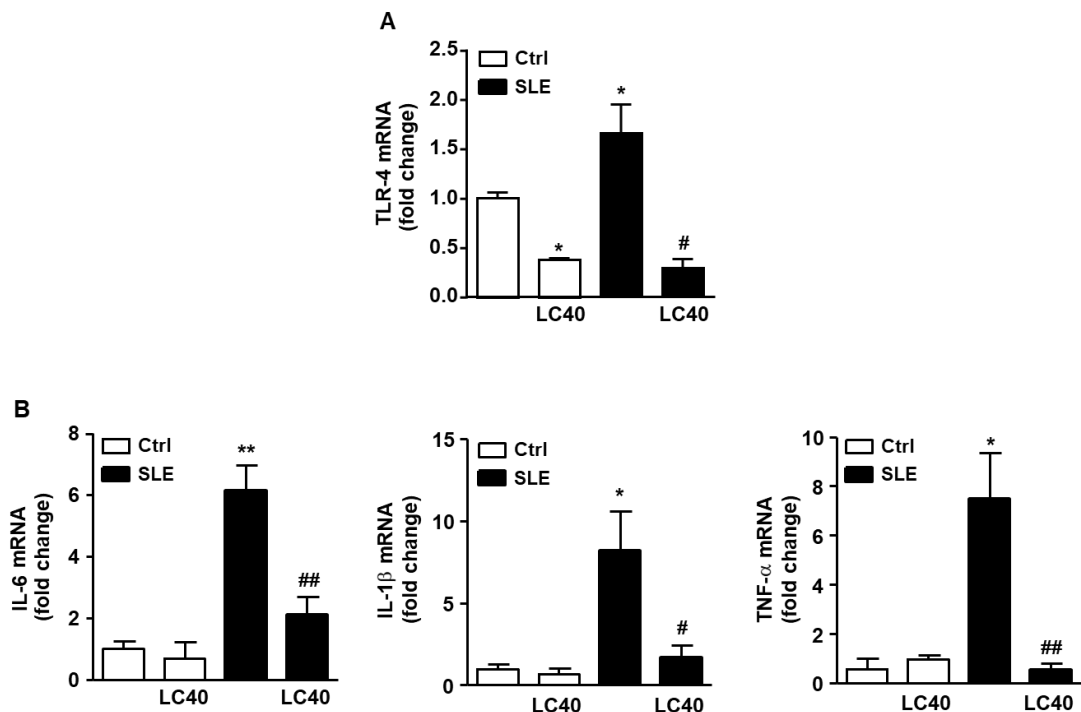 A
TLR-4 mRNA
(fold change)
2.5
2.0
1.5
1.0
0.5
0.0
Ctrl
SLE
*
*
#
LC40
LC40
B
IL-6 mRNA
(fold change)
8
6
4
2
0
Ctrl
SLE
**
##
LC40
LC40
IL-1β mRNA
(fold change)
15
10
5
0
Ctrl
SLE
*
#
LC40
LC40
TNF-α mRNA
(fold change)
10
8
6
4
2
0
Ctrl
SLE
*
##
LC40
LC40